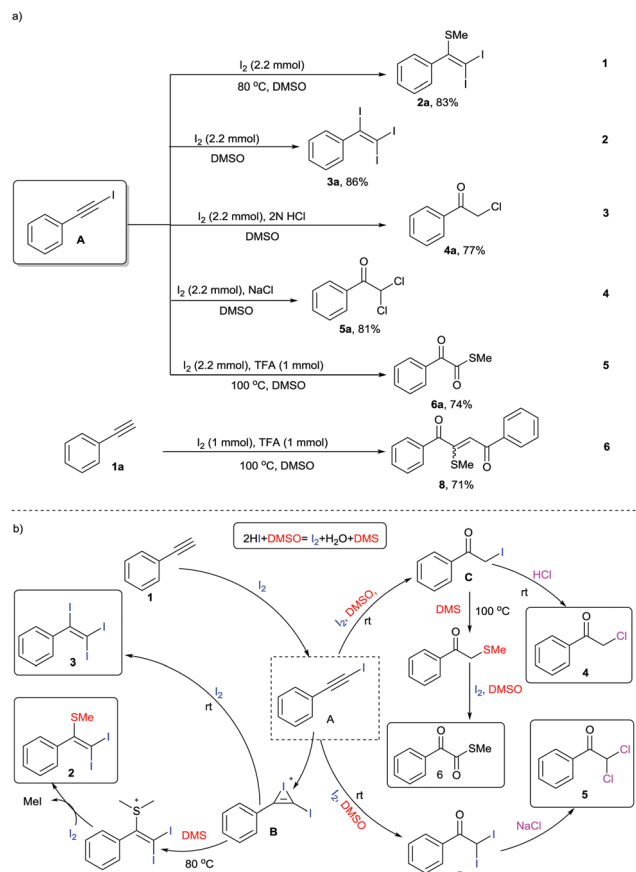 a)
SMe
I
I
I₂ (2.2 mmol)
80 °C, DMSO
2a, 83%
1
I
I
I
I₂ (2.2 mmol)
DMSO
3a, 86%
2
I
A
O
Cl
I₂ (2.2 mmol), 2N HCl
DMSO
4a, 77%
3
O
Cl
Cl
I₂ (2.2 mmol), NaCl
DMSO
5a, 81%
4
O
SMe
O
I₂ (2.2 mmol), TFA (1 mmol)
100 °C, DMSO
6a, 74%
5
1a
I₂ (1 mmol), TFA (1 mmol)
100 °C, DMSO
O
SMe
O
8, 71%
6
b)
2HI+DMSO= I₂+H₂O+DMS
1
I₂
O
I
C
I₂, DMSO,
rt
HCl
rt
DMS
100 °C
O
Cl
4
I
I
I
3
I₂
rt
I
A
O
SMe
I₂, DMSO
O
SMe
6
O
SMe
I
I
2
MeI
I₂
S⁺
I
I
DMS
80 °C
I⁺
I
B
I₂, DMSO
rt
O
I
I
NaCl
O
Cl
Cl
5